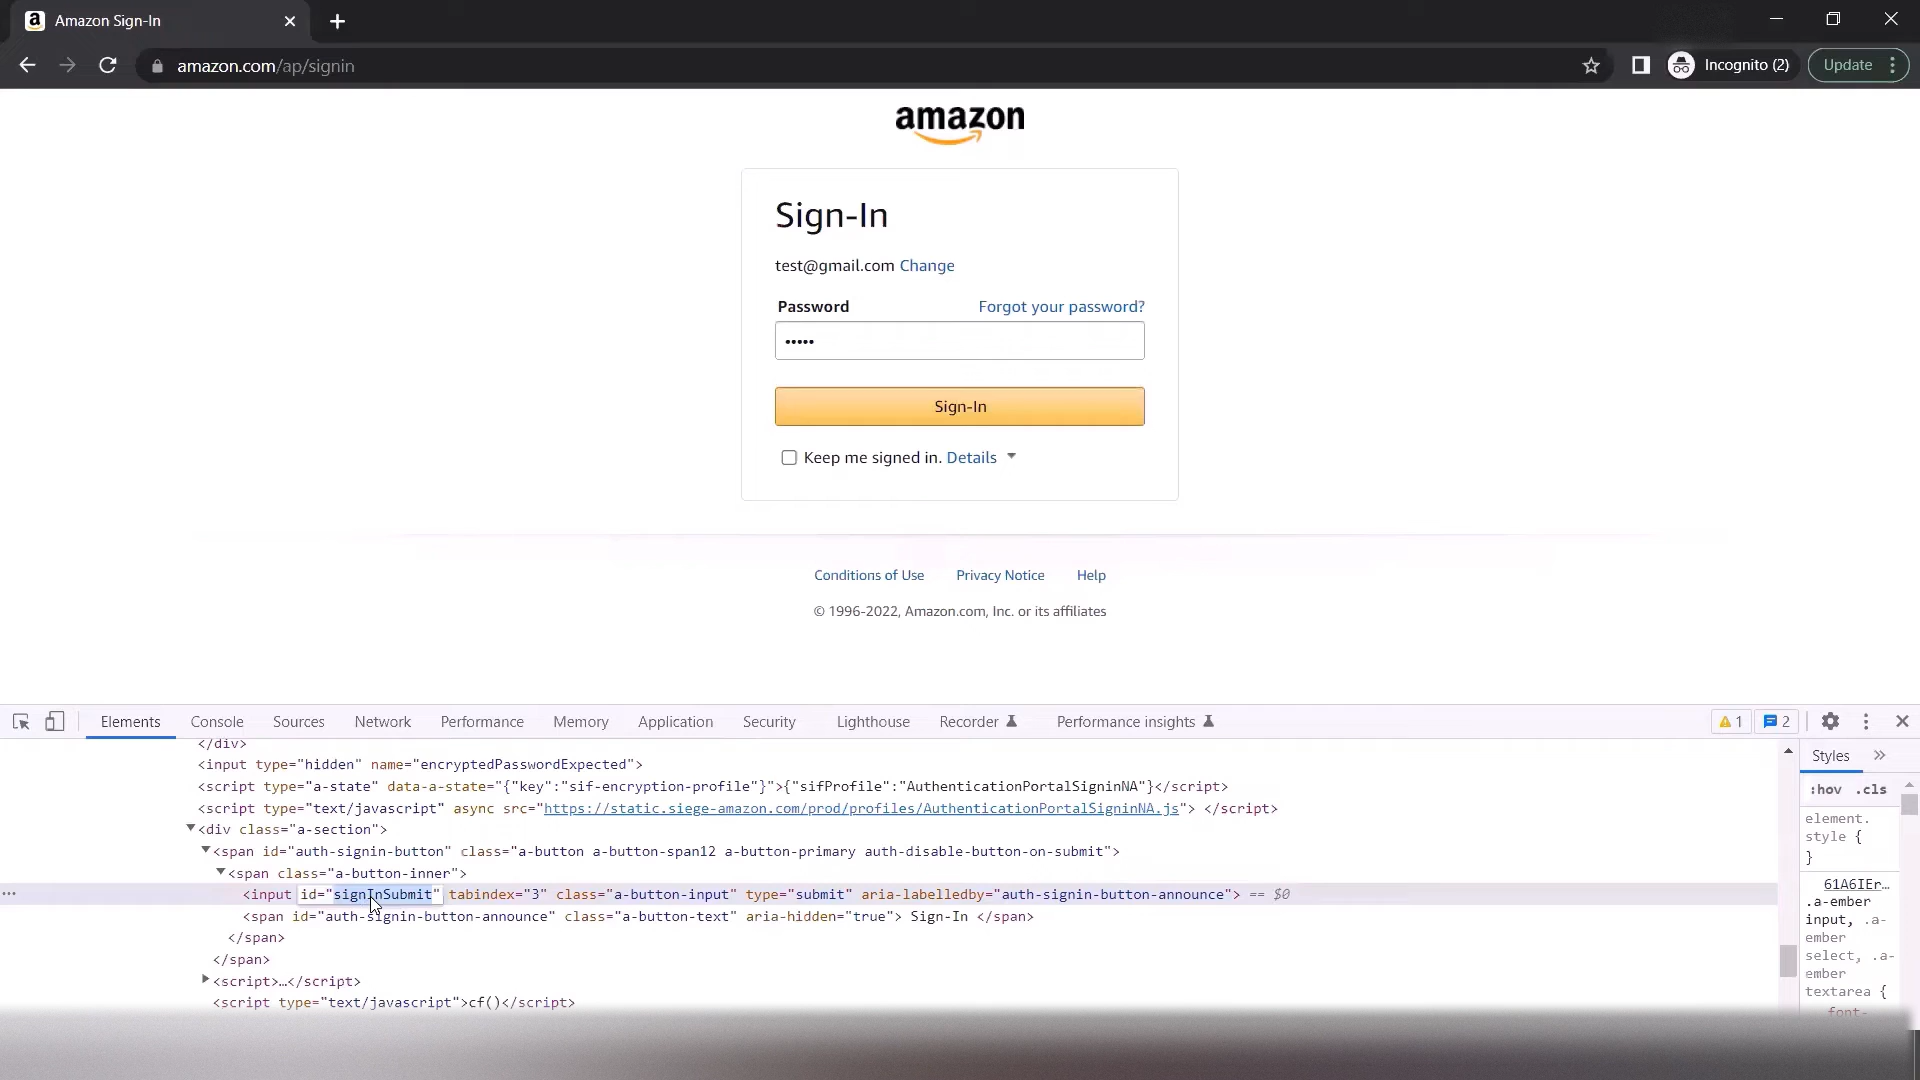 Amazon Sign-In
amazon.com/ap/signin
Incognito (2)
Update
amazon
Sign-In
test@gmail.com Change
Password Forgot your password?
•••••
Sign-In
Keep me signed in. Details
Conditions of Use Privacy Notice Help
© 1996-2022, Amazon.com, Inc. or its affiliates
Elements Console Sources Network Performance Memory Application Security Lighthouse Recorder Performance insights 1 2
</div>
<input type="hidden" name="encryptedPasswordExpected">
<script type="a-state" data-a-state="{"key":"sif-encryption-profile"}">{"sifProfile":"AuthenticationPortalSigninNA"}</script>
<script type="text/javascript" async src="https://static.siege-amazon.com/prod/profiles/AuthenticationPortalSigninNA.js"> </script>
<div class="a-section">
<span id="auth-signin-button" class="a-button a-button-span12 a-button-primary auth-disable-button-on-submit">
<span class="a-button-inner">
<input id="signInSubmit" tabindex="3" class="a-button-input" type="submit" aria-labelledby="auth-signin-button-announce"> == $0
<span id="auth-signin-button-announce" class="a-button-text" aria-hidden="true"> Sign-In </span>
</span>
</span>
<script>…</script>
<script type="text/javascript">cf()</script>
Styles
:hov .cls
element.
style {
}
61A6IEr…
.a-ember
input, .a-
ember
select, .a-
ember
textarea {
font-